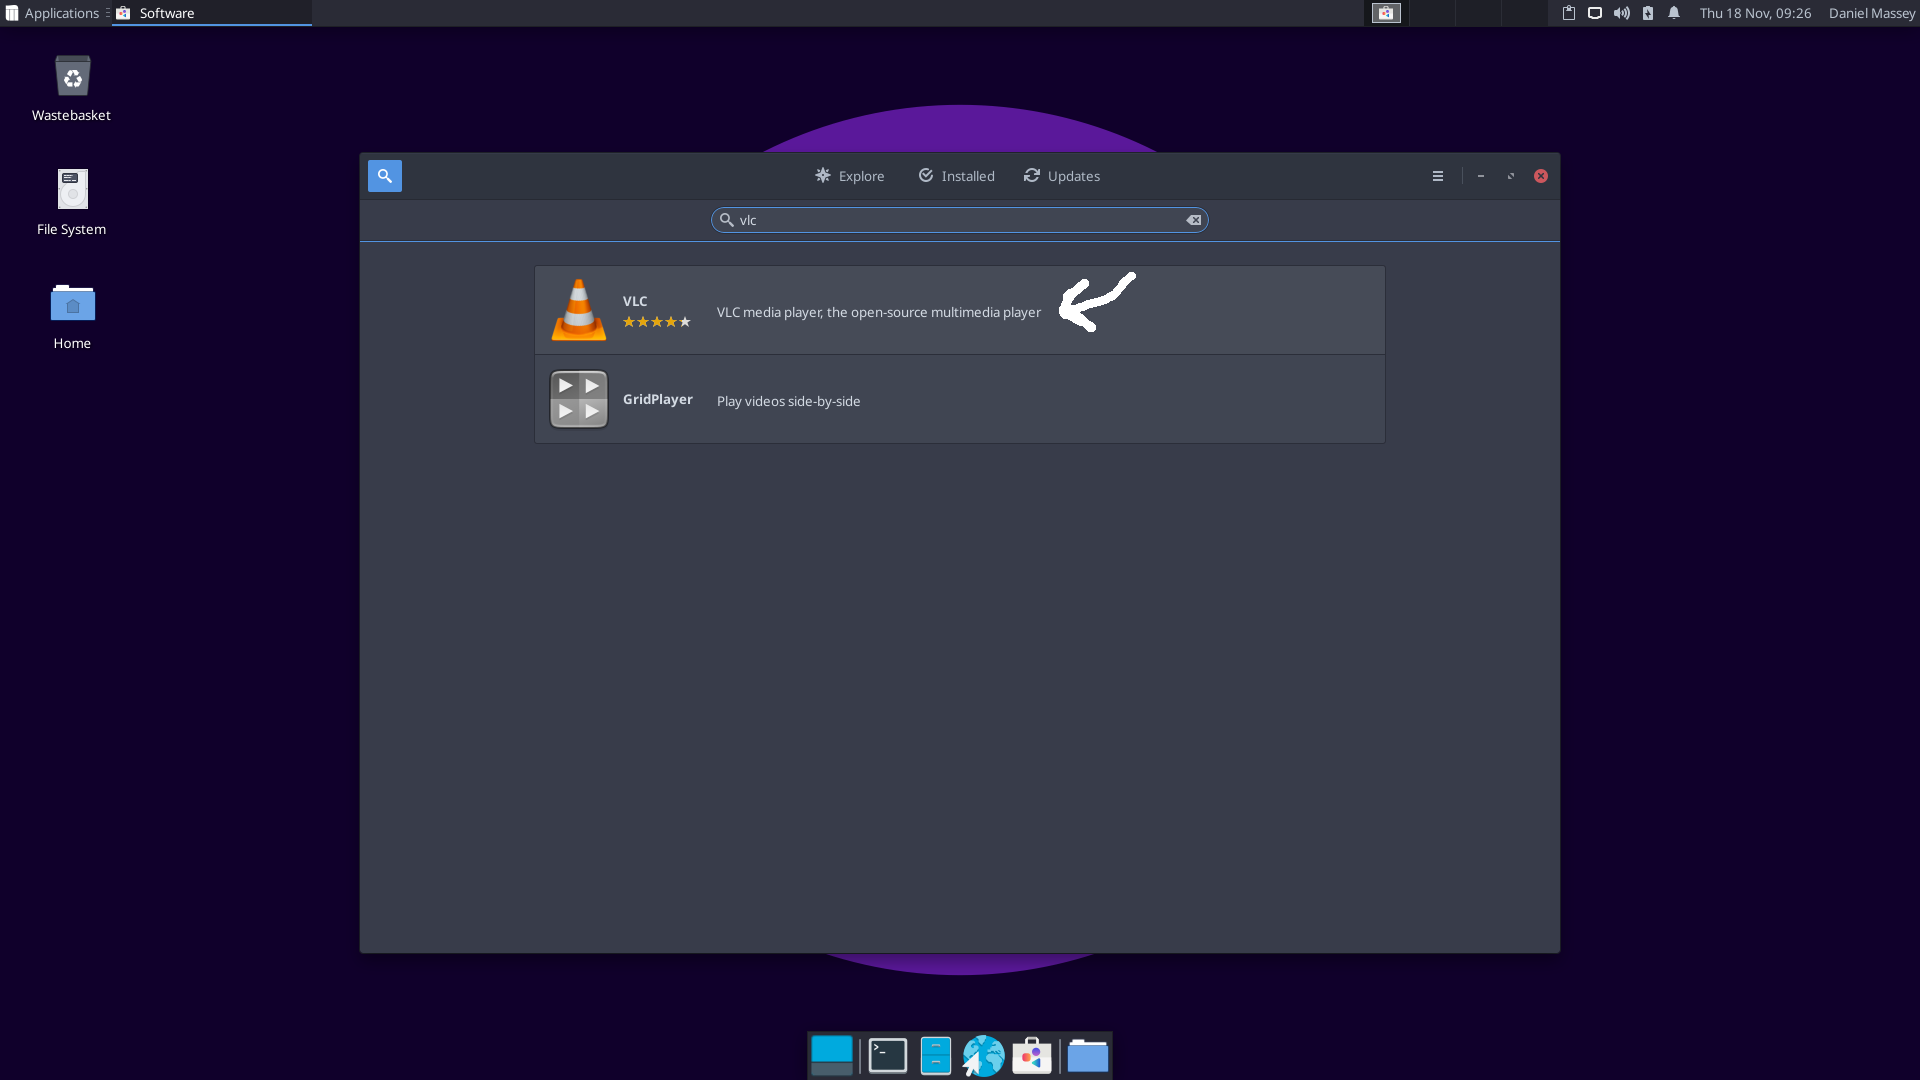 Applications
Software
Thu 18 Nov, 09:26
Daniel Massey
Wastebasket
File System
Home
Explore
Installed
Updates
vlc
VLC
VLC media player, the open-source multimedia player
GridPlayer
Play videos side-by-side